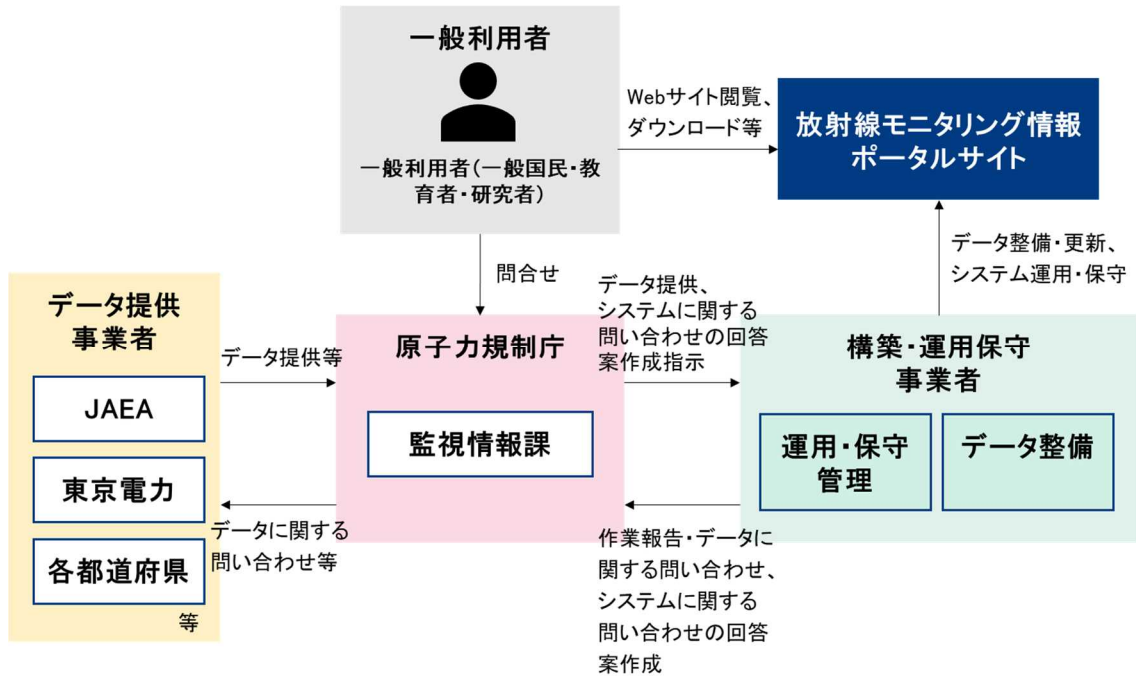 一般利用者
一般利用者(一般国民・教
育者・研究者)
Webサイト閲覧、
ダウンロード等
放射線モニタリング情報
ポータルサイト
データ整備・更新、
システム運用・保守
問合せ
データ提供
事業者
JAEA
東京電力
各都道府県
等
データ提供等
データに関する
問い合わせ等
原子力規制庁
監視情報課
データ提供、
システムに関する
問い合わせの回答
案作成指示
作業報告・データに
関する問い合わせ、
システムに関する
問い合わせの回答
案作成
構築・運用保守
事業者
運用・保守
管理
データ整備